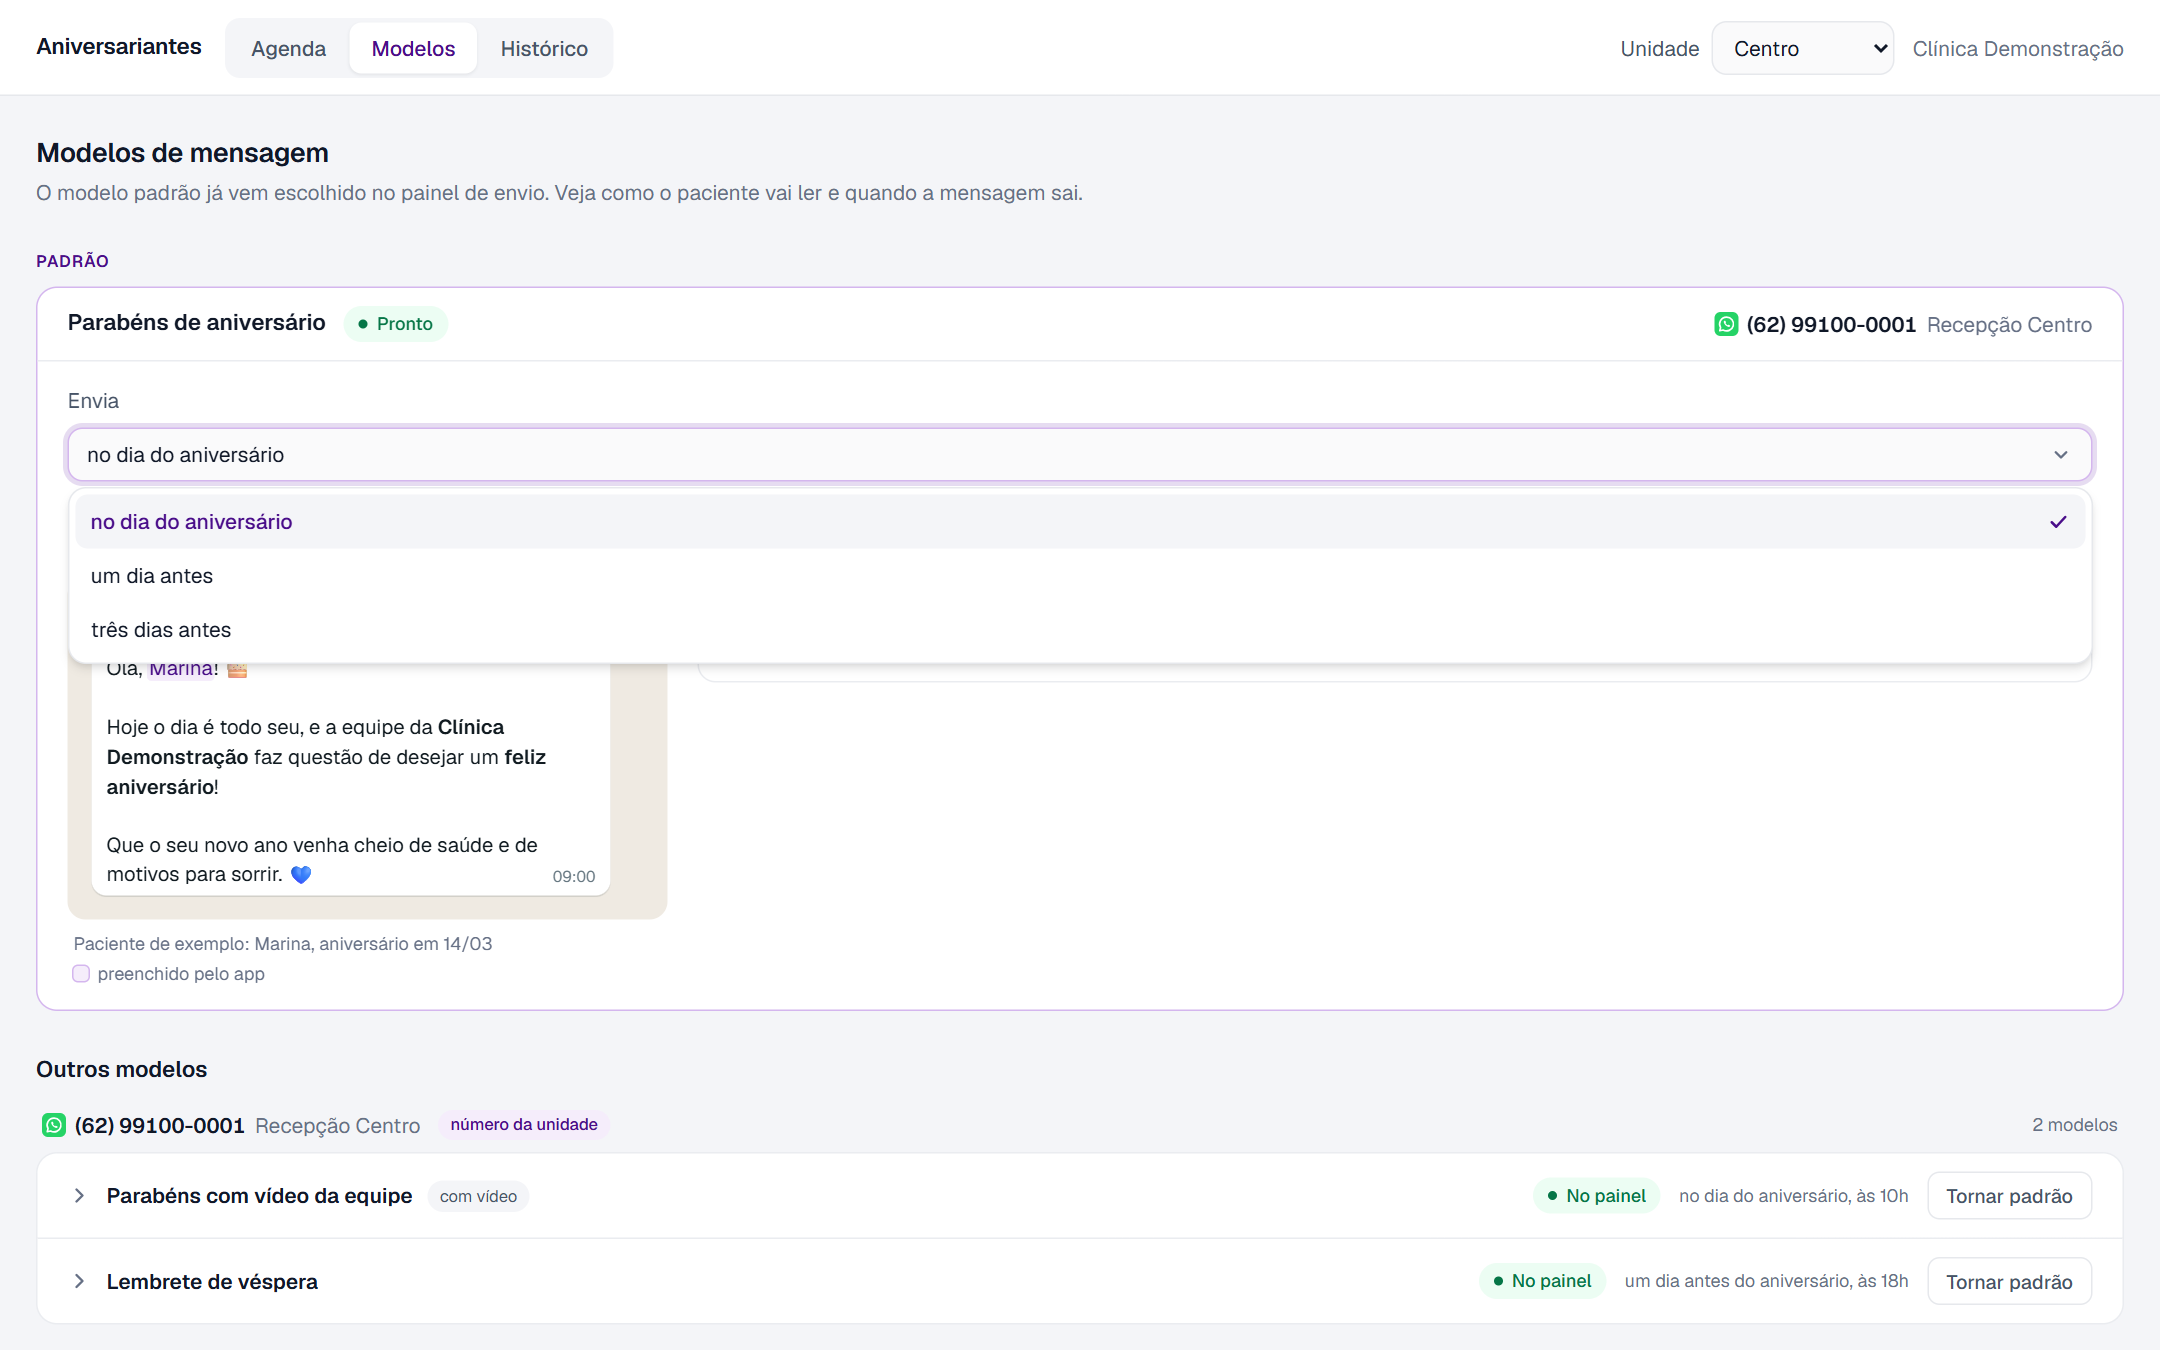 Aniversariantes
Agenda
Modelos
Histórico
Unidade
Centro
Clínica Demonstração
Modelos de mensagem
O modelo padrão já vem escolhido no painel de envio. Veja como o paciente vai ler e quando a mensagem sai.
PADRÃO
Parabéns de aniversário
Pronto
(62) 99100-0001 Recepção Centro
Envia
no dia do aniversário
no dia do aniversário
um dia antes
três dias antes
Olá, Marina!
Hoje o dia é todo seu, e a equipe da Clínica
Demonstração faz questão de desejar um feliz
aniversário!
Que o seu novo ano venha cheio de saúde e de
motivos para sorrir. 💙
09:00
Paciente de exemplo: Marina, aniversário em 14/03
preenchido pelo app
Outros modelos
(62) 99100-0001 Recepção Centro
número da unidade
2 modelos
Parabéns com vídeo da equipe
com vídeo
No painel
no dia do aniversário, às 10h
Tornar padrão
Lembrete de véspera
No painel
um dia antes do aniversário, às 18h
Tornar padrão